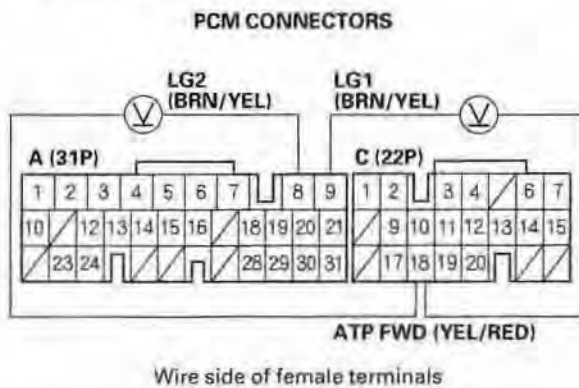 PCM CONNECTORS
LG2 (BRN/YEL)
LG1 (BRN/YEL)
V
V
A (31P)
C (22P)
1 2 3 4 5 6 7 8 9
1 2 3 4 6 7
10 12 13 14 15 16 18 19 20 21
9 10 11 12 13 14 15
23 24 28 29 30 31
17 18 19 20
ATP FWD (YEL/RED)
Wire side of female terminals